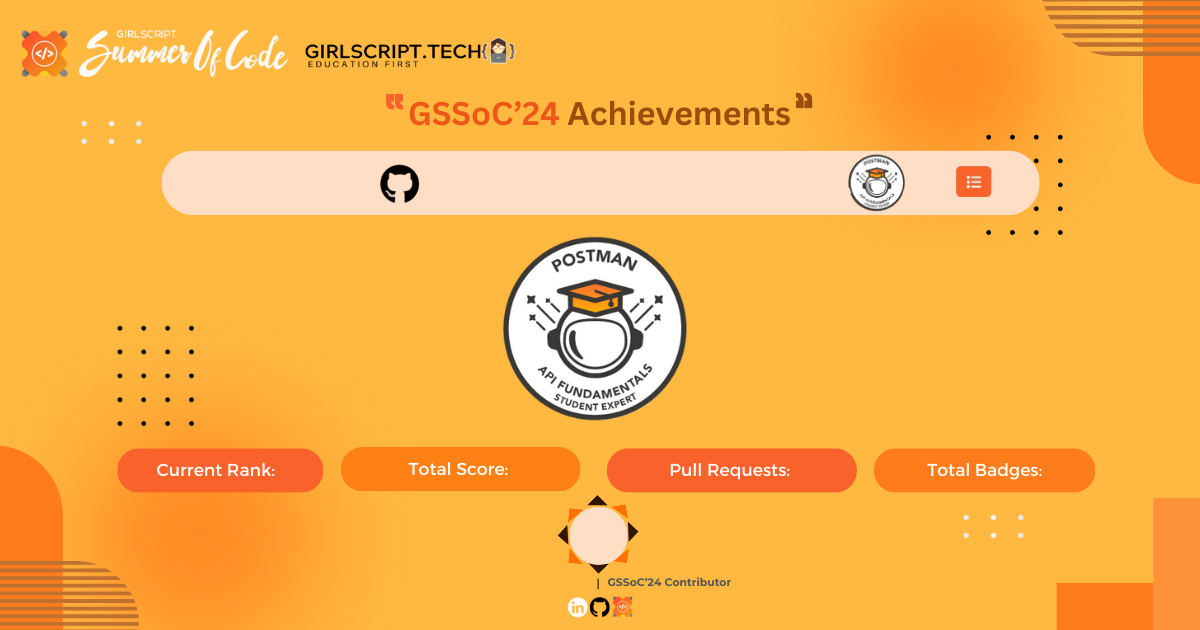 GIRLSCRIPT
Summer Of Code
GIRLSCRIPT.TECH
EDUCATION FIRST
"GSSoC’24 Achievements"
POSTMAN
API FUNDAMENTALS
STUDENT EXPERT
POSTMAN
API FUNDAMENTALS
STUDENT EXPERT
Current Rank:
Total Score:
Pull Requests:
Total Badges:
| GSSoC’24 Contributor
in